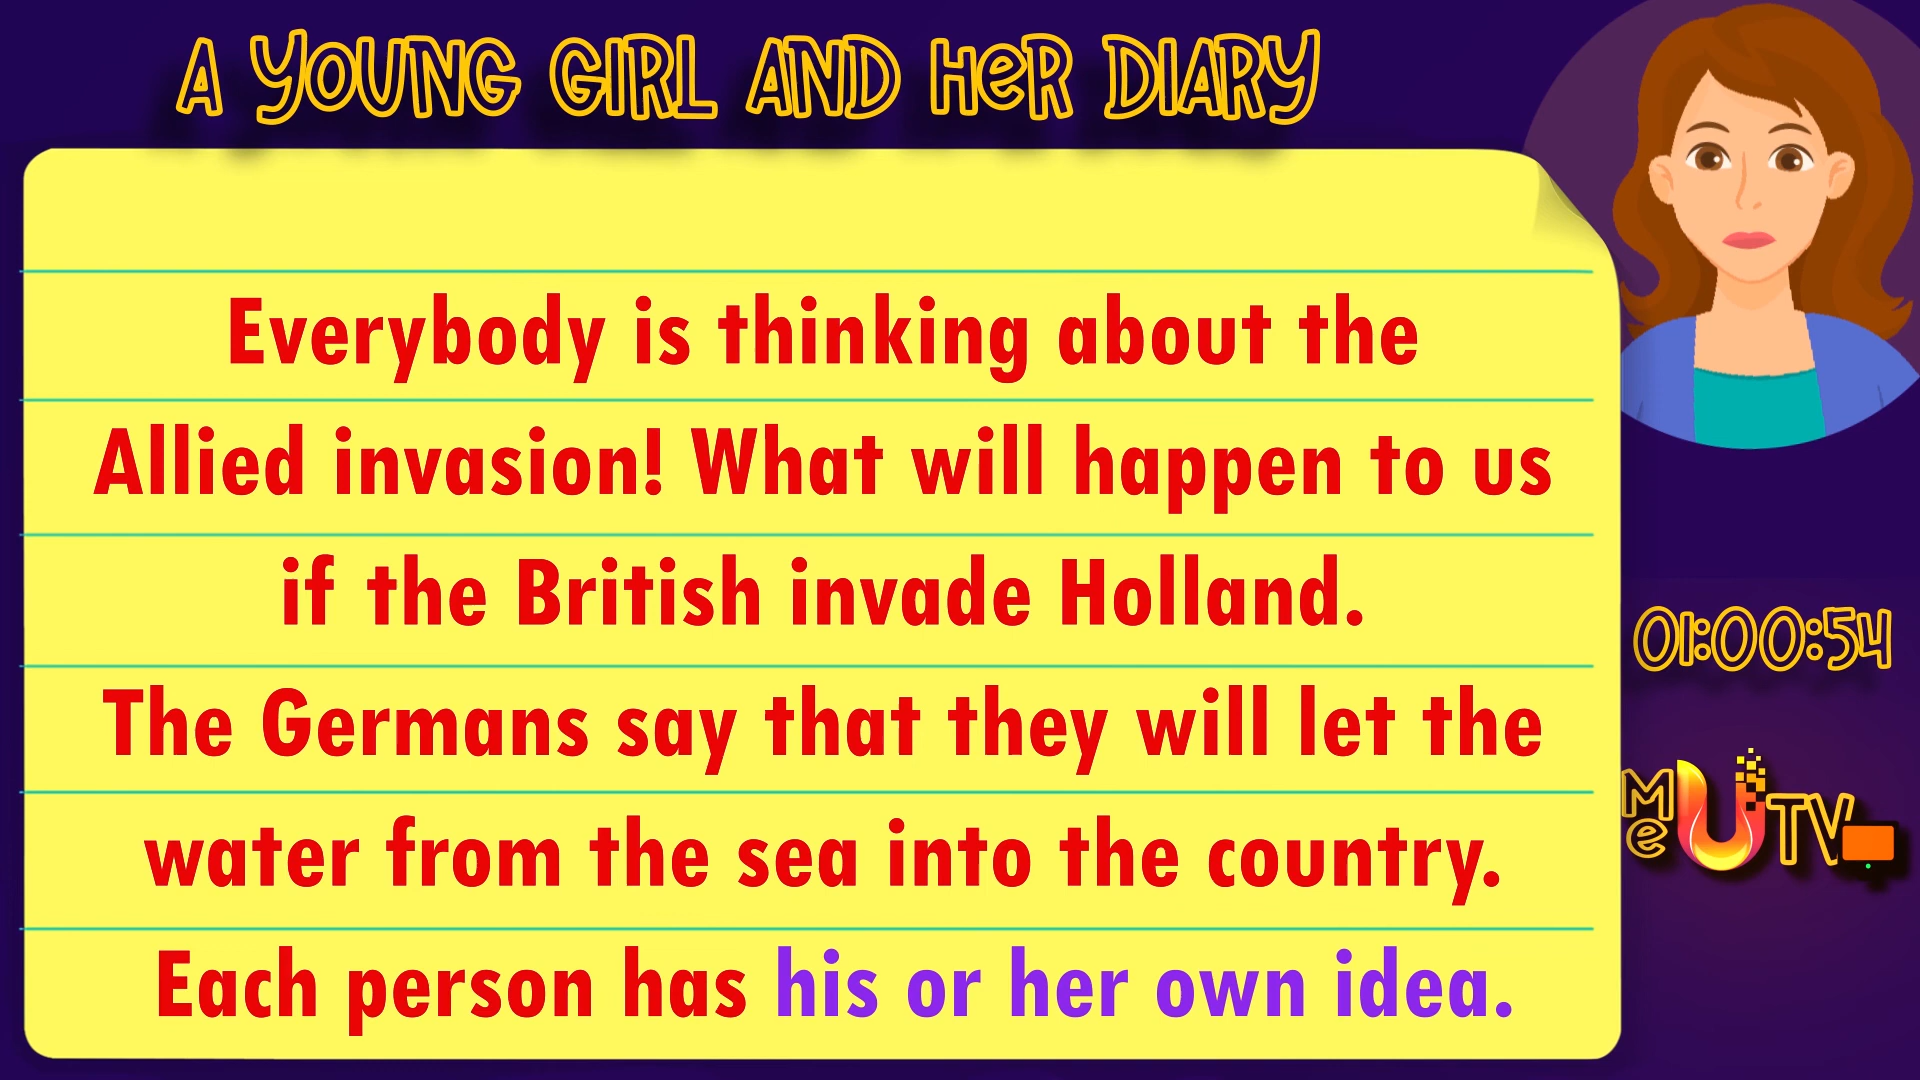 A YOUNG GIRL AND HeR DIARY
Everybody is thinking about the
Allied invasion! What will happen to us
if the British invade Holland.
The Germans say that they will let the
water from the sea into the country.
Each person has his or her own idea.
01:00:54
Me U TV